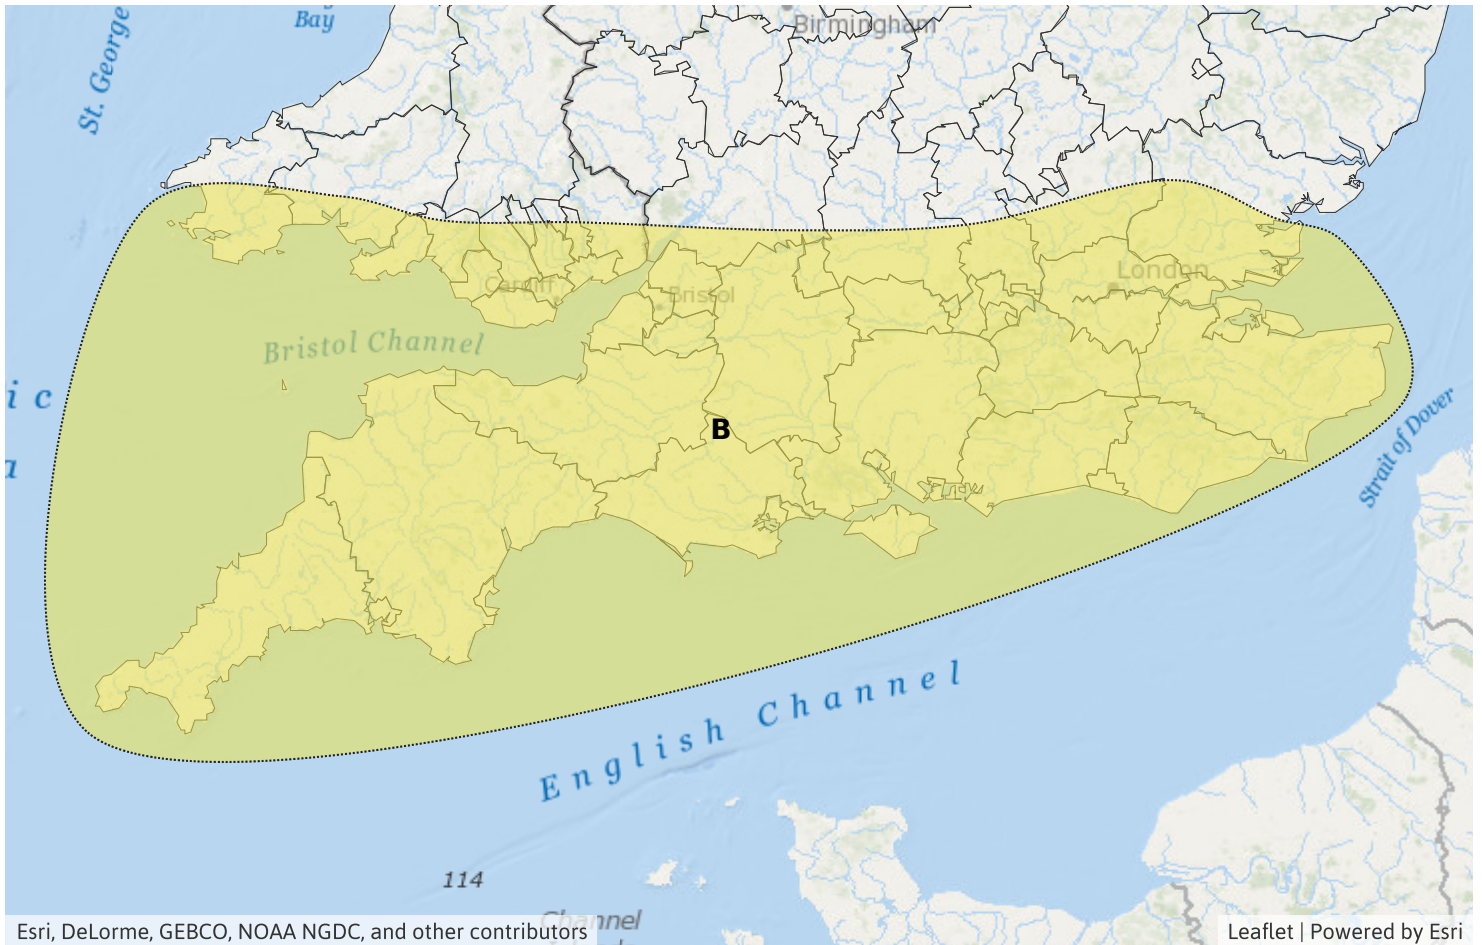 St. George
Bay
Birmingham
Cardiff
Bristol
London
Bristol Channel
i c
a
B
Strait of Dover
English Channel
114
Channel
Esri, DeLorme, GEBCO, NOAA NGDC, and other contributors
Leaflet | Powered by Esri